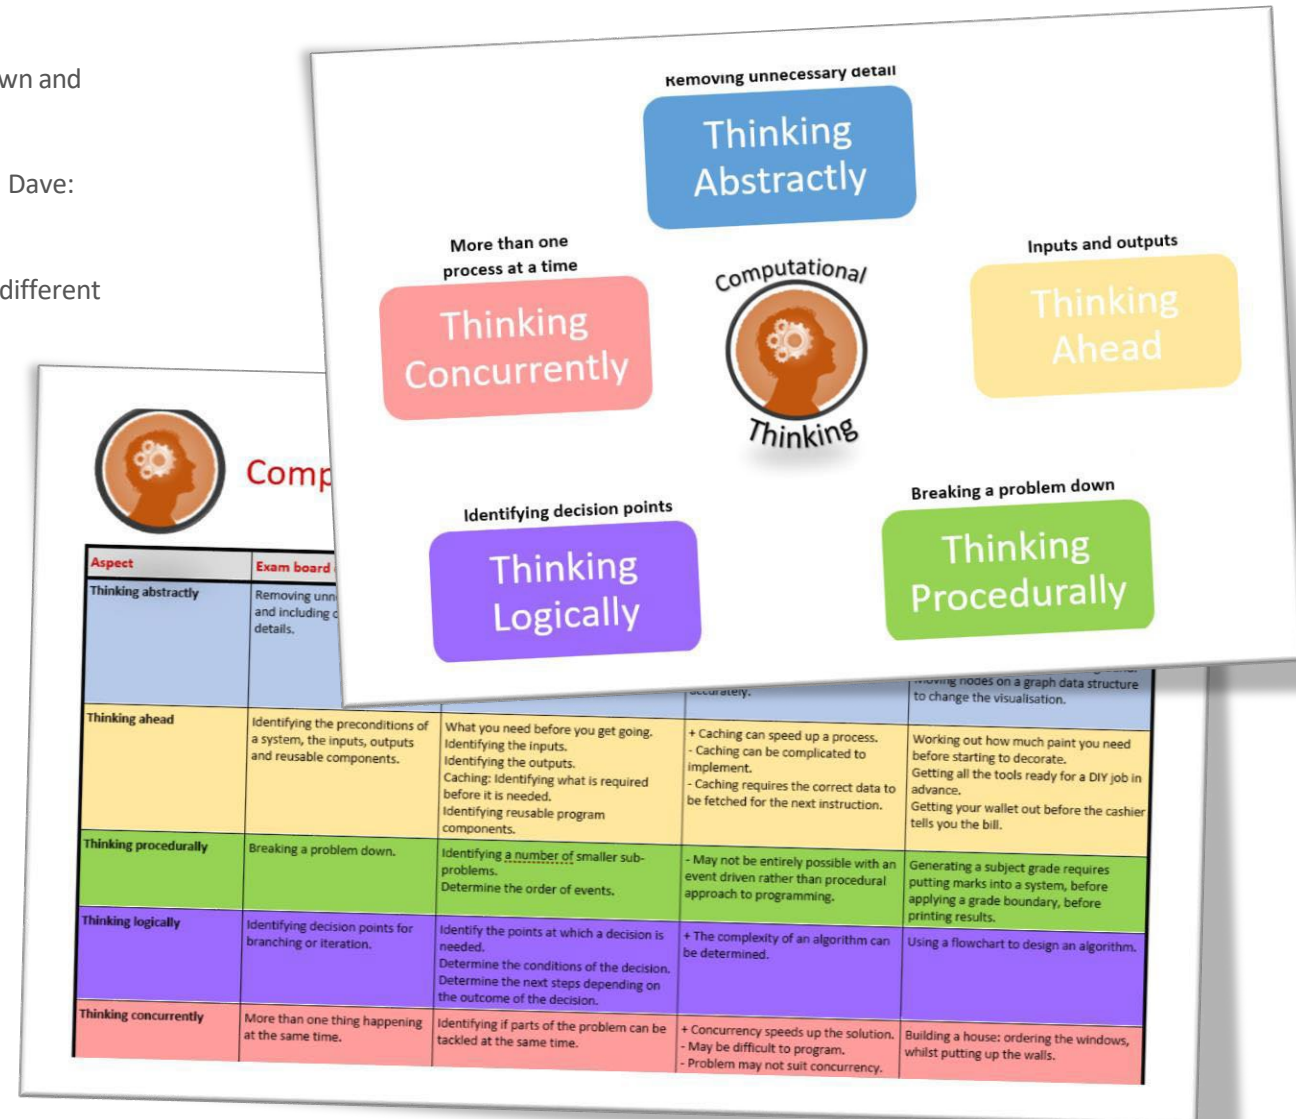 wn and
Dave:
different
Removing unnecessary detail
Thinking
Abstractly
More than one
process at a time
Thinking
Concurrently
Computational
Thinking
Inputs and outputs
Thinking
Ahead
Identifying decision points
Thinking
Logically
Breaking a problem down
Thinking
Procedurally
Comp
Aspect
Exam board
Thinking abstractly
Removing unn
and including
details.
accurately.
Moving nodes on a graph data structure
to change the visualisation.
Thinking ahead
Identifying the preconditions of
a system, the inputs, outputs
and reusable components.
What you need before you get going.
Identifying the inputs.
Identifying the outputs.
Caching: Identifying what is required
before it is needed.
Identifying reusable program
components.
+ Caching can speed up a process.
- Caching can be complicated to
implement.
- Caching requires the correct data to
be fetched for the next instruction.
Working out how much paint you need
before starting to decorate.
Getting all the tools ready for a DIY job in
advance.
Getting your wallet out before the cashier
tells you the bill.
Thinking procedurally
Breaking a problem down.
Identifying a number of smaller sub-
problems.
Determine the order of events.
- May not be entirely possible with an
event driven rather than procedural
approach to programming.
Generating a subject grade requires
putting marks into a system, before
applying a grade boundary, before
printing results.
Thinking logically
Identifying decision points for
branching or iteration.
Identify the points at which a decision is
needed.
Determine the conditions of the decision.
Determine the next steps depending on
the outcome of the decision.
+ The complexity of an algorithm can
be determined.
Using a flowchart to design an algorithm.
Thinking concurrently
More than one thing happening
at the same time.
Identifying if parts of the problem can be
tackled at the same time.
+ Concurrency speeds up the solution.
- May be difficult to program.
- Problem may not suit concurrency.
Building a house: ordering the windows,
whilst putting up the walls.